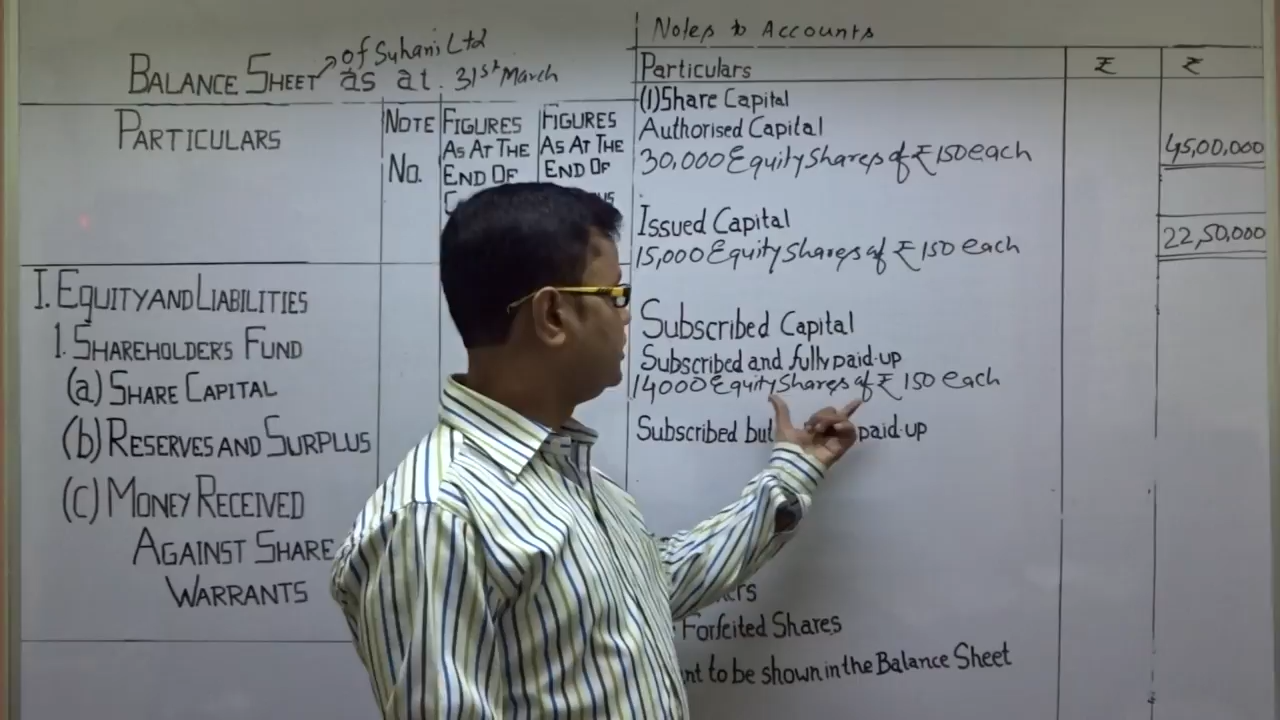 of Suhani Ltd
BALANCE SHEET as at 31st March
PARTICULARS
NOTE
No.
FIGURES
AS AT THE
END OF
FIGURES
AS AT THE
END OF
I. EQUITY AND LIABILITIES
1. SHAREHOLDERS FUND
(a) SHARE CAPITAL
(b) RESERVES AND SURPLUS
(C) MONEY RECEIVED
AGAINST SHARE
WARRANTS
Notes to Accounts
Particulars ₹ ₹
(1) Share Capital
Authorised Capital
30,000 Equity Shares of ₹ 150 each 45,00,000
Issued Capital
15,000 Equity Shares of ₹ 150 each 22,50,000
Subscribed Capital
Subscribed and fully paid-up
14000 Equity Shares of ₹ 150 each
Subscribed but paid-up
Forfeited Shares
to be shown in the Balance Sheet